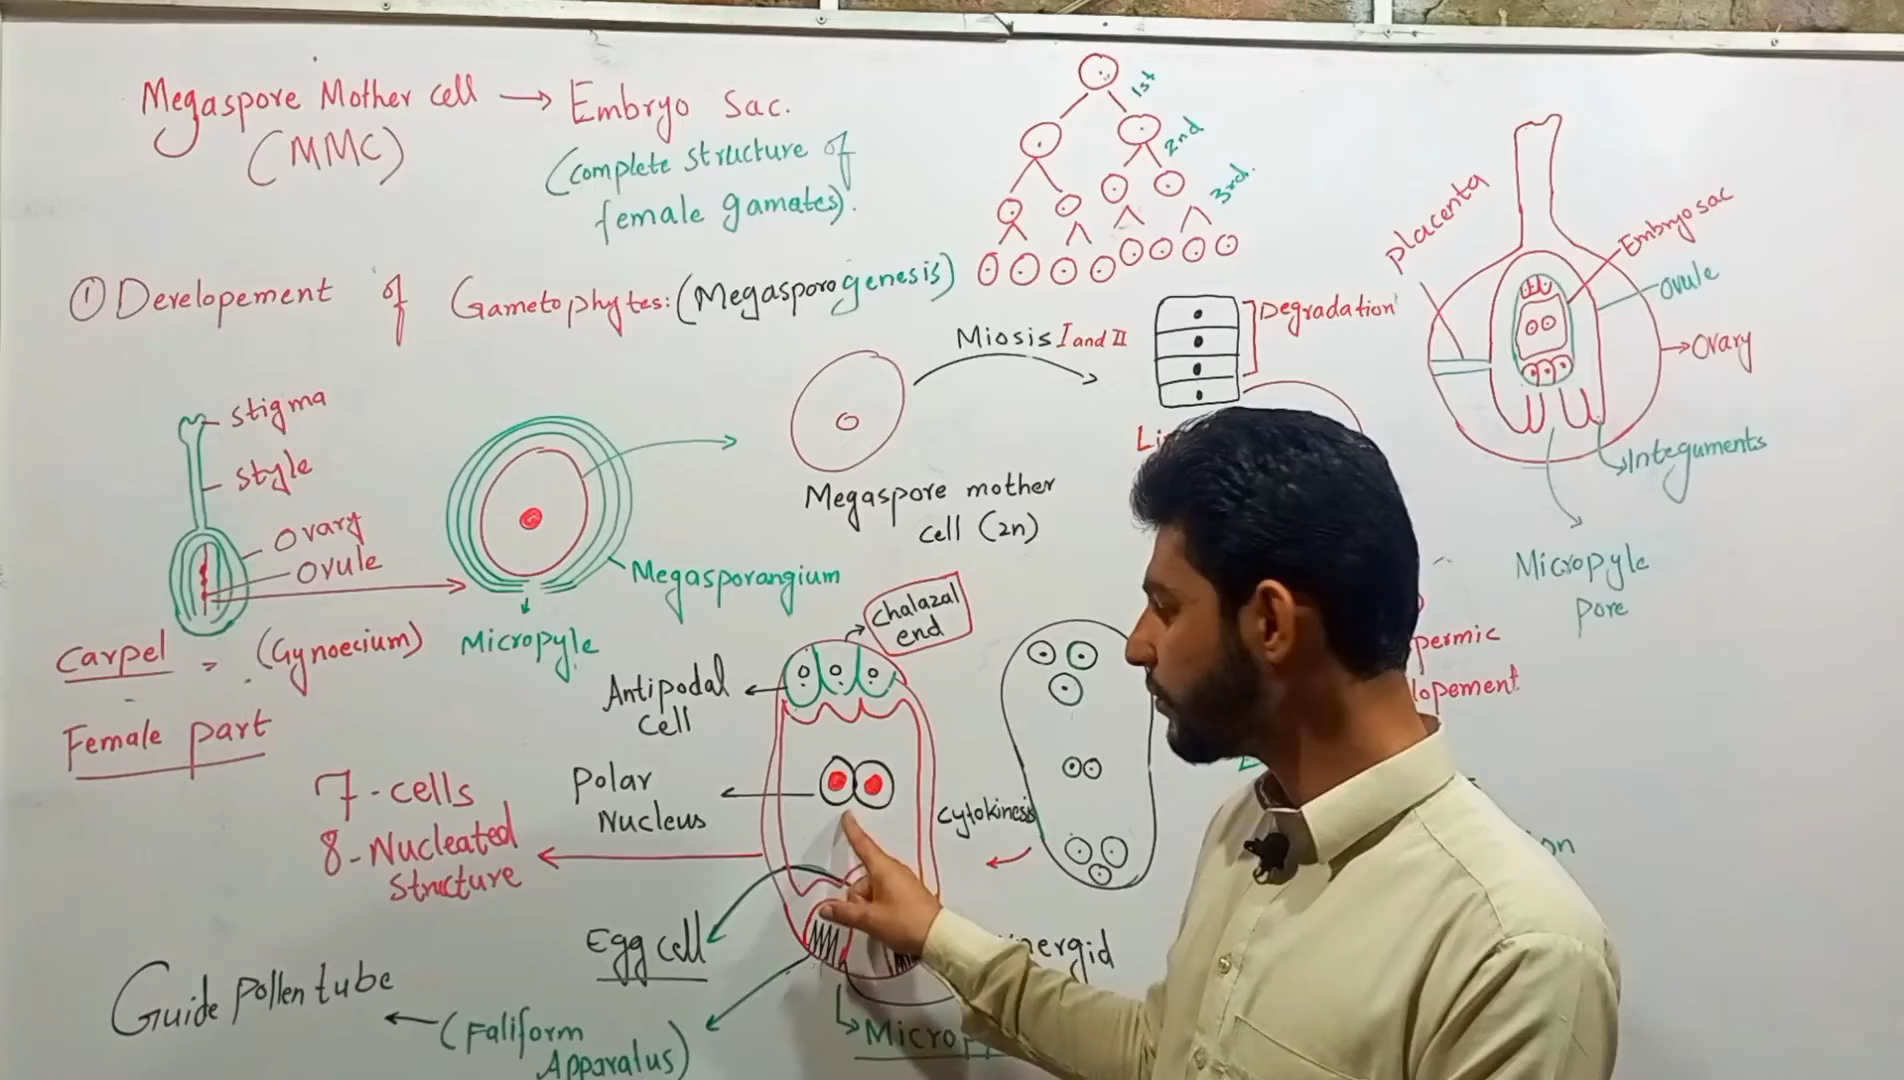 Megaspore Mother cell → Embryo Sac.
(MMC)
(complete structure of
female gamates).
1st
2nd
3rd.
① Developement of Gametophytes: (Megasporogenesis)
Stigma
Style
Ovary
Ovule
Carpel = (Gynoecium)
Female part
Megasporangium
Micropyle
Megaspore mother
cell (2n)
Miosis I and II
Degradation
placenta
Embryo sac
ovule
Ovary
Integuments
Micropyle
pore
Chalazal
end
Antipodal
cell
Polar
Nucleus
7-cells
8-Nucleated
structure
Cytokinesis
Egg cell
Guide pollen tube
(Faliform
Apparatus)